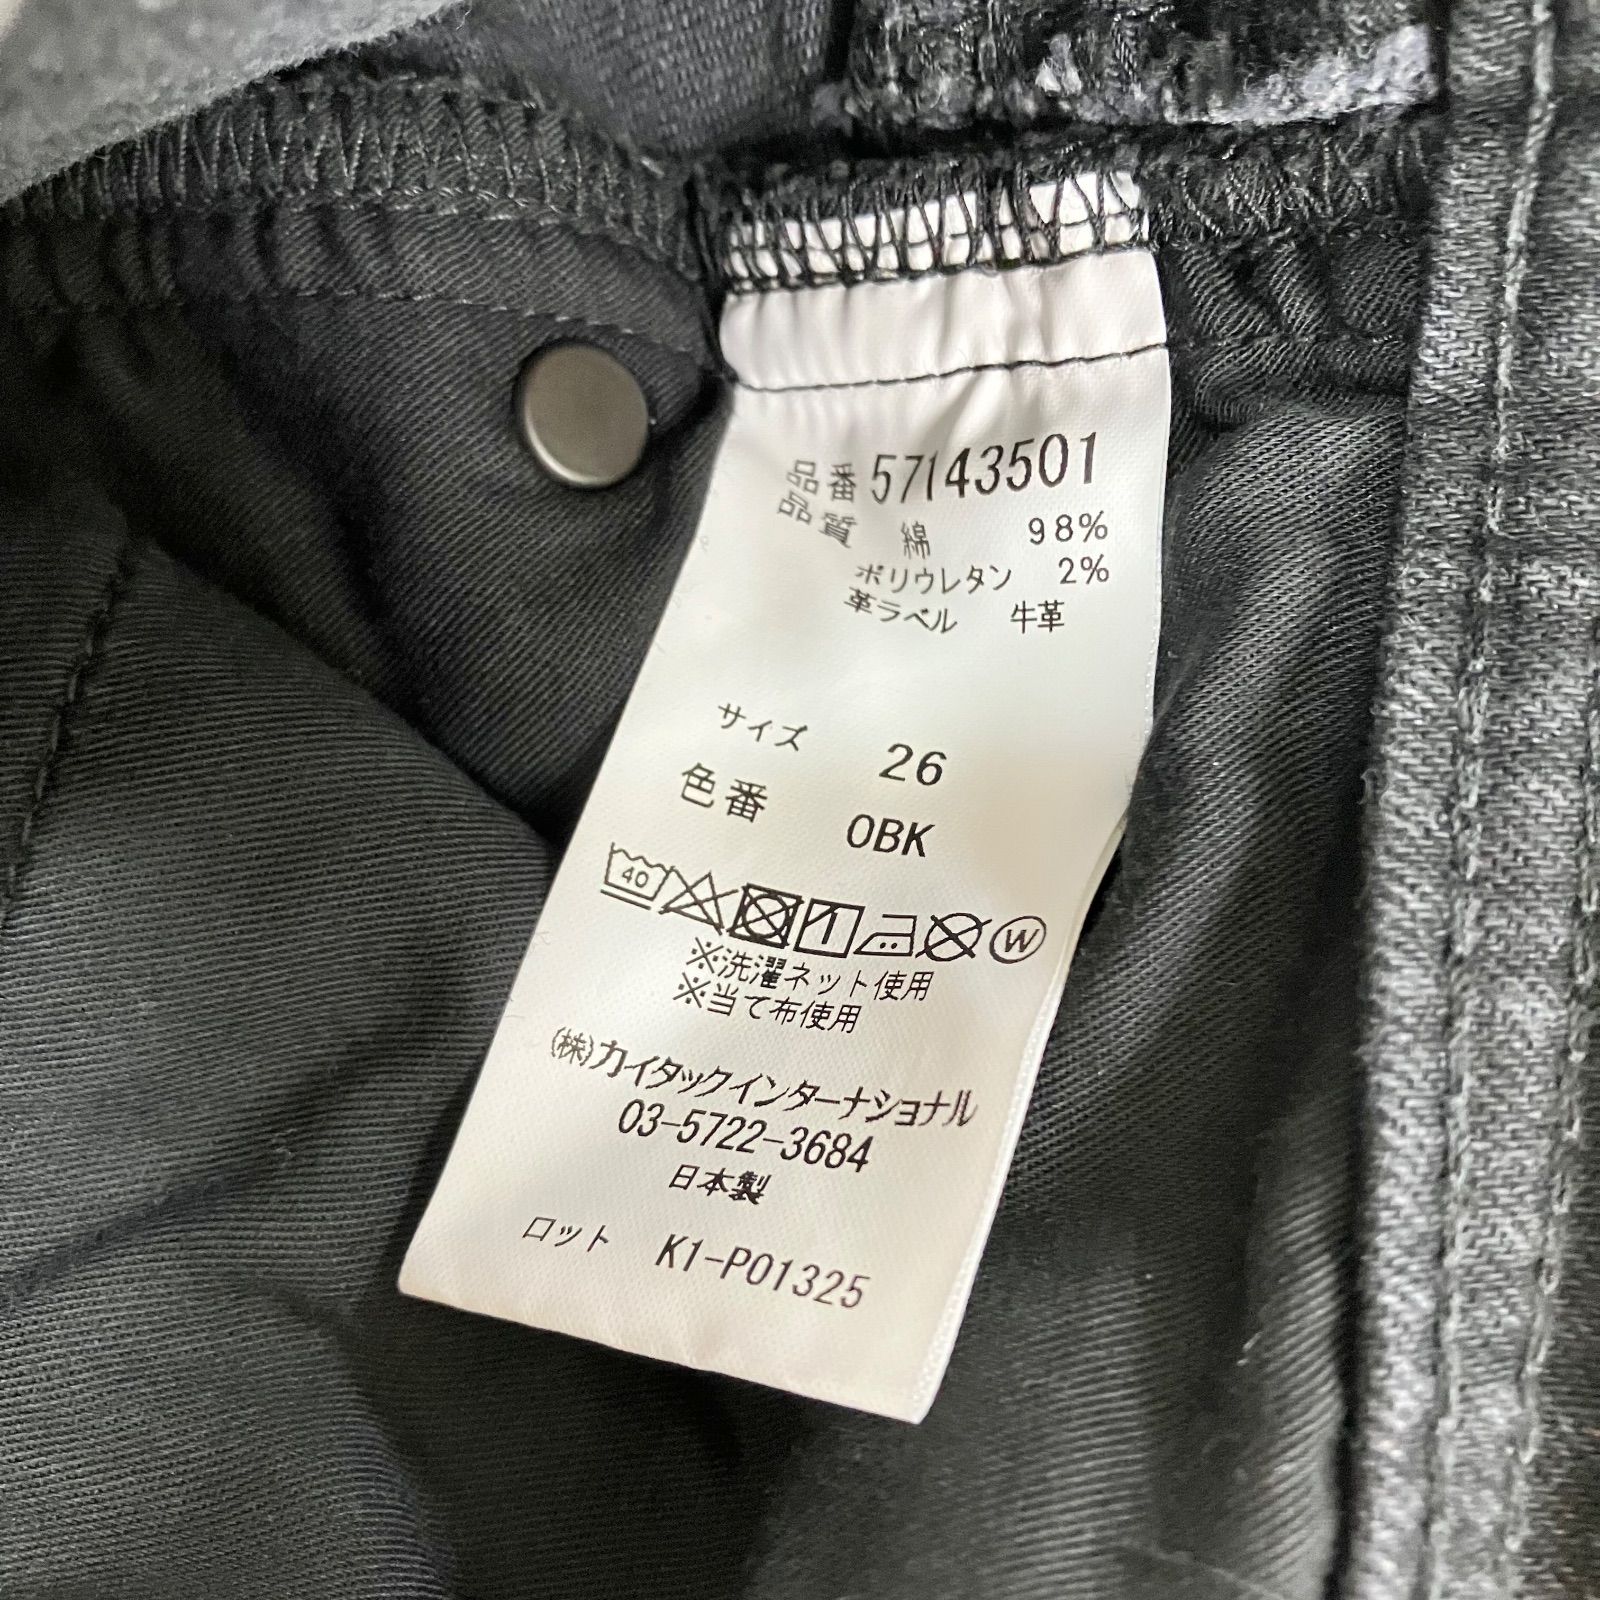 品番 57143501
品質 綿 98%
ポリウレタン 2%
革ラベル 牛革
サイズ 26
色番 OBK
40 W
※洗濯ネット使用
※当て布使用
(株)カイタックインターナショナル
03-5722-3684
日本製
ロット K1-P01325